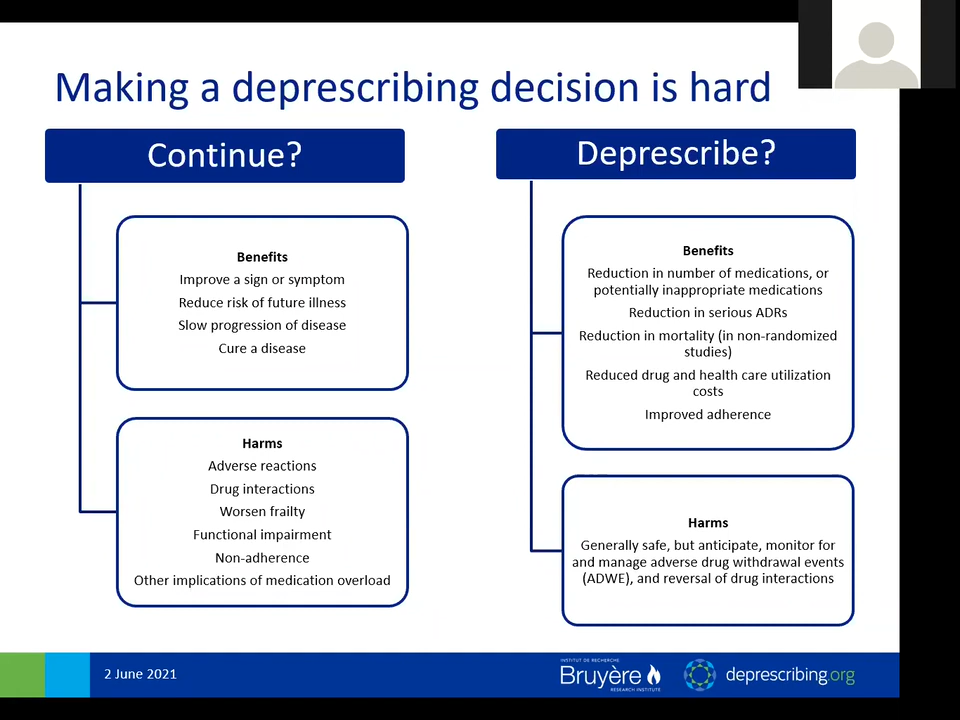 Making a deprescribing decision is hard
Continue?
Benefits
Improve a sign or symptom
Reduce risk of future illness
Slow progression of disease
Cure a disease
Harms
Adverse reactions
Drug interactions
Worsen frailty
Functional impairment
Non-adherence
Other implications of medication overload
Deprescribe?
Benefits
Reduction in number of medications, or
potentially inappropriate medications
Reduction in serious ADRs
Reduction in mortality (in non-randomized
studies)
Reduced drug and health care utilization
costs
Improved adherence
Harms
Generally safe, but anticipate, monitor for
and manage adverse drug withdrawal events
(ADWE), and reversal of drug interactions
2 June 2021
INSTITUT DE RECHERCHE
Bruyère
RESEARCH INSTITUTE
deprescribing.org